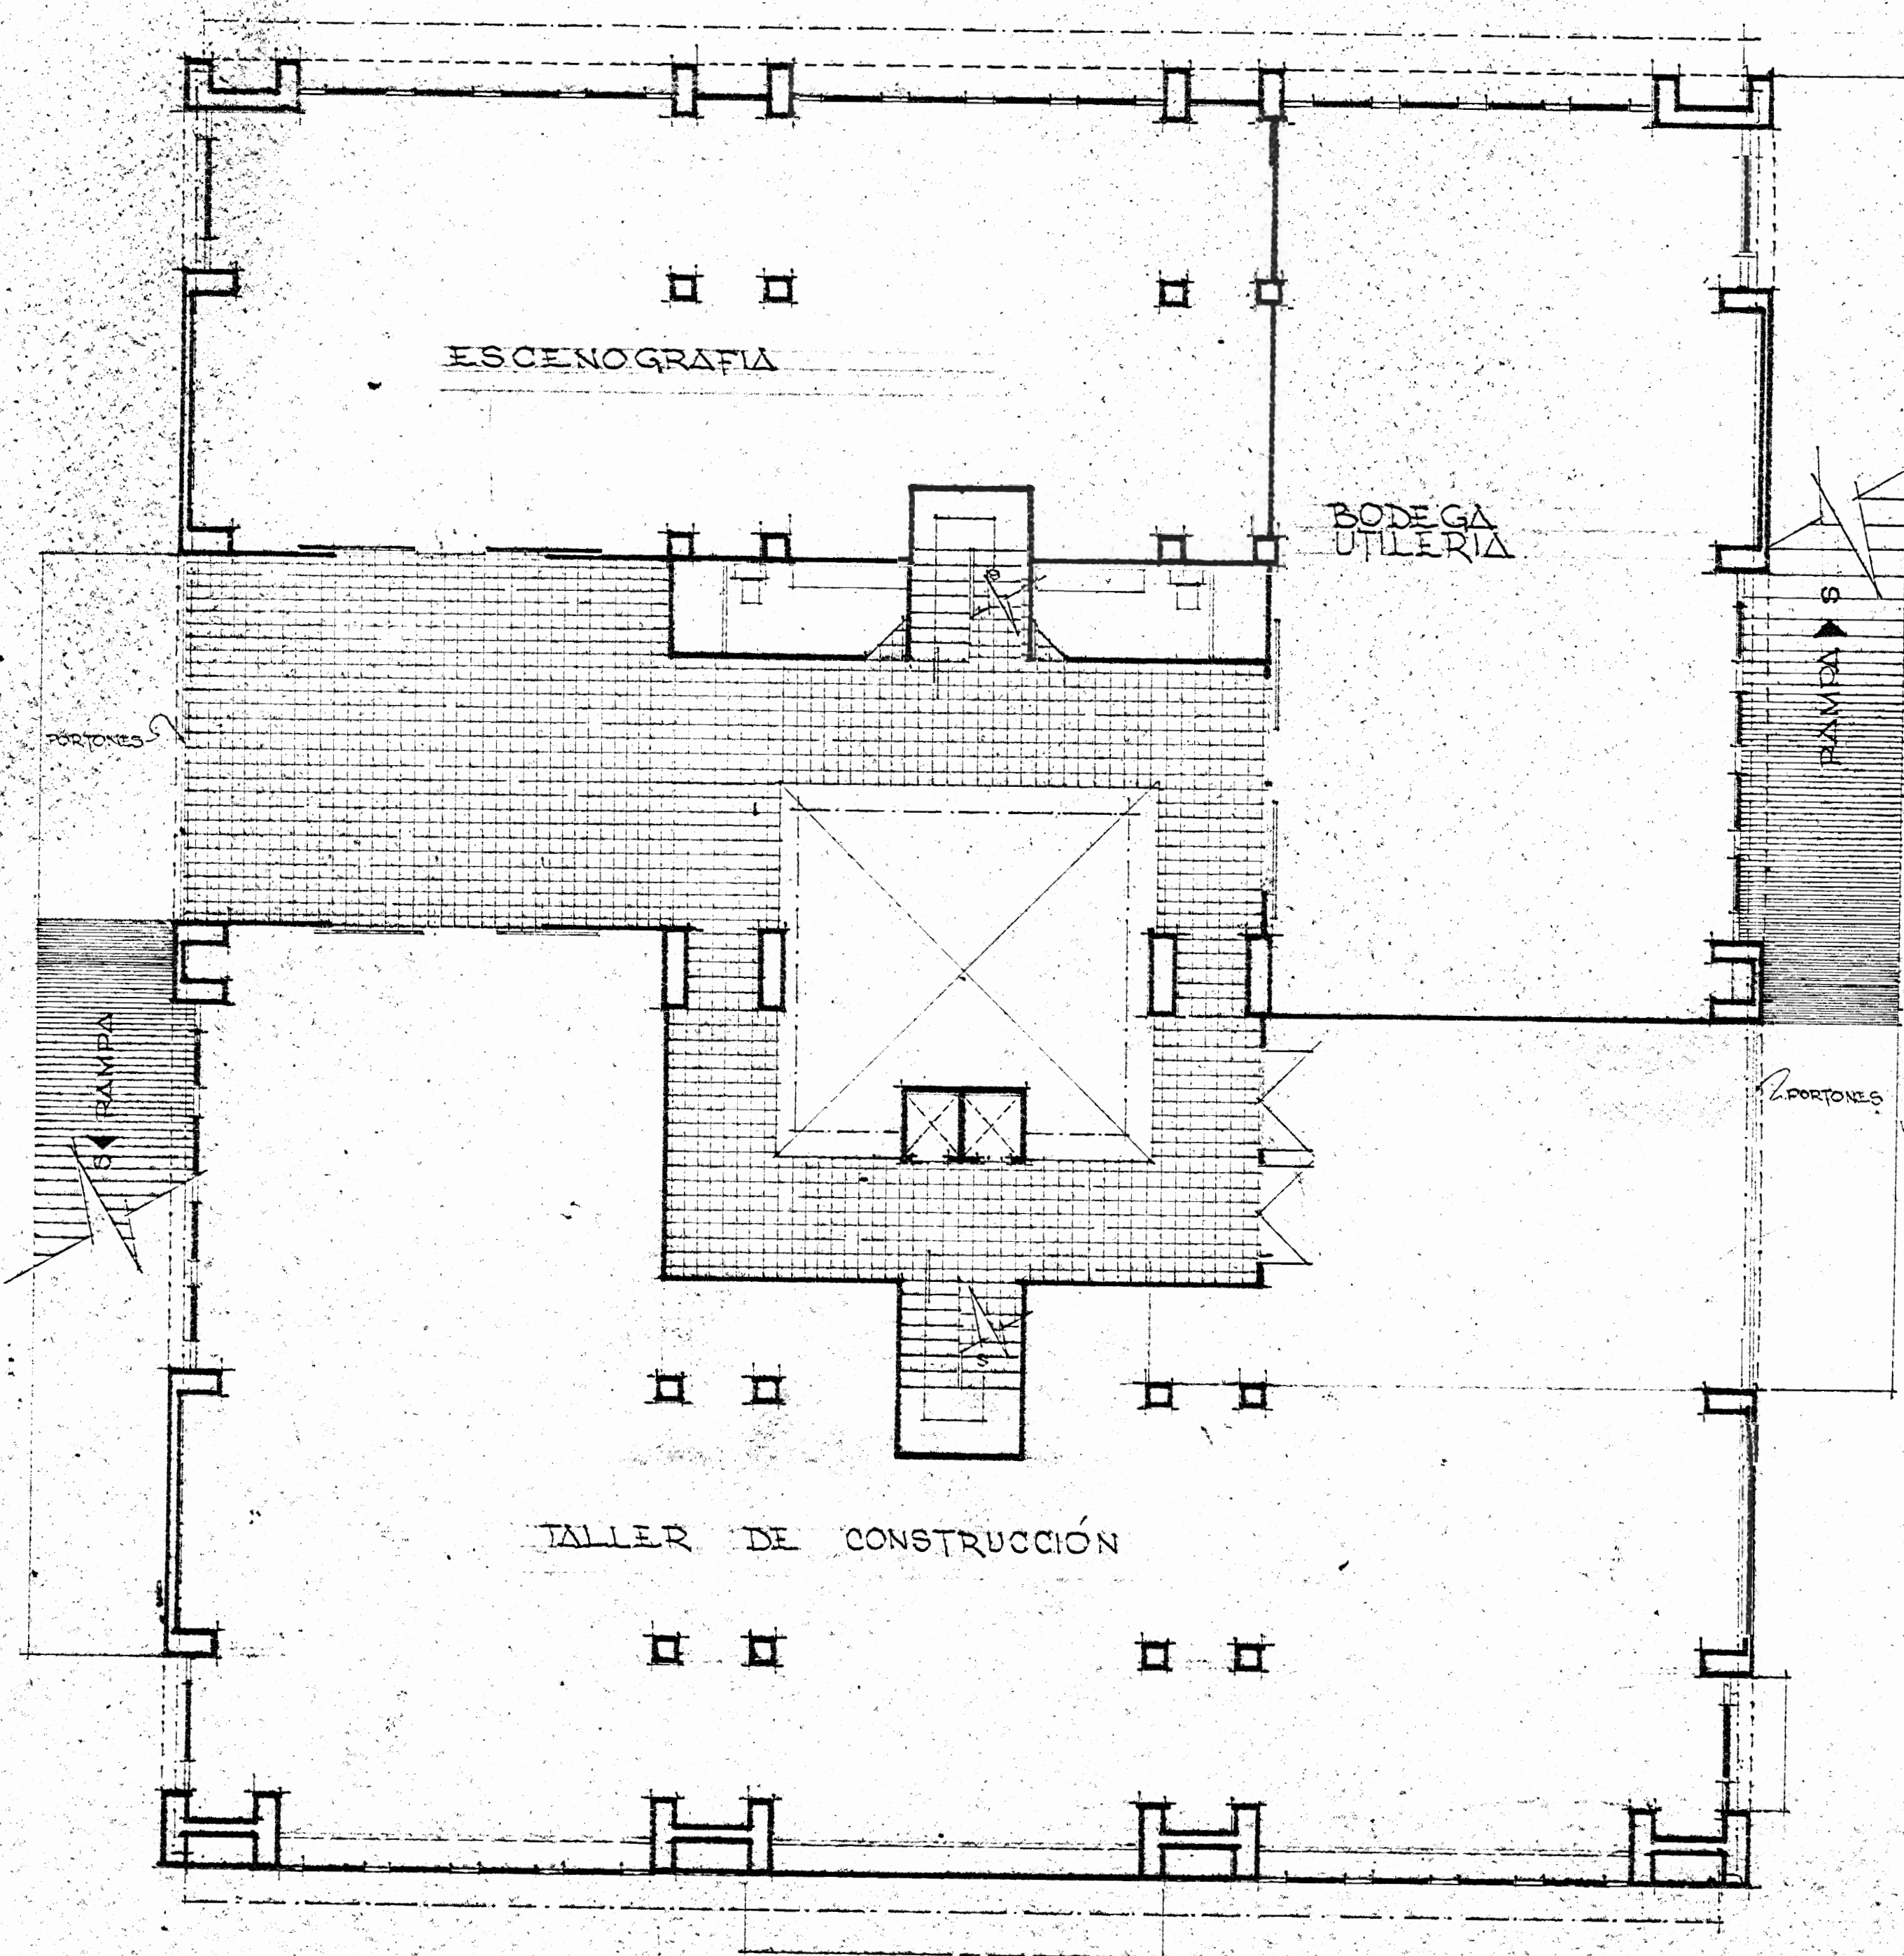 ESCENOGRAFIA
BODEGA
UTILERIA
S
RAMPA
PORTONES
RAMPA
S
PORTONES
S
TALLER DE CONSTRUCCIÓN